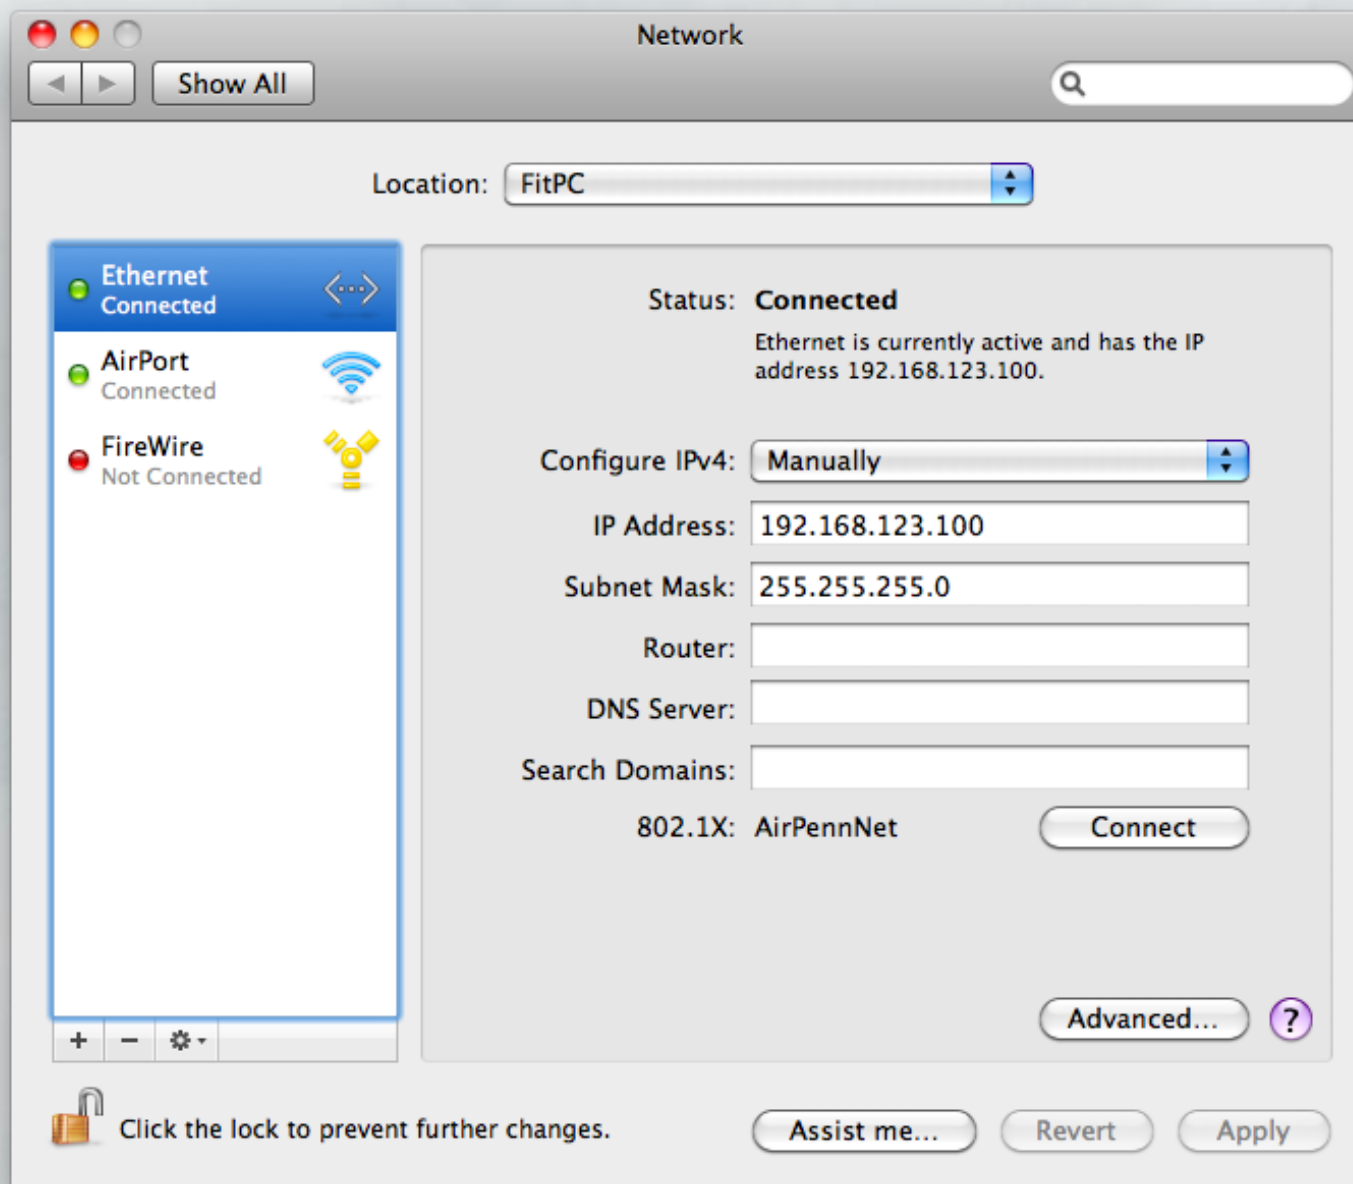 Network
Show All
Location: FitPC
Ethernet
Connected
AirPort
Connected
FireWire
Not Connected
Status: Connected
Ethernet is currently active and has the IP
address 192.168.123.100.
Configure IPv4: Manually
IP Address: 192.168.123.100
Subnet Mask: 255.255.255.0
Router:
DNS Server:
Search Domains:
802.1X: AirPennNet Connect
Advanced... ?
Click the lock to prevent further changes.
Assist me... Revert Apply